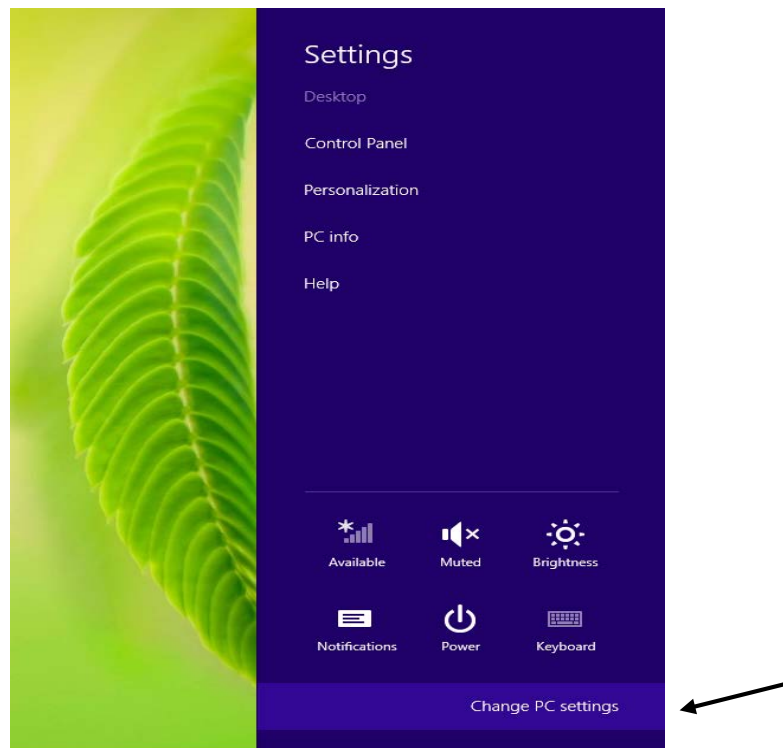 Settings
Desktop
Control Panel
Personalization
PC info
Help
Available Muted Brightness
Notifications Power Keyboard
Change PC settings